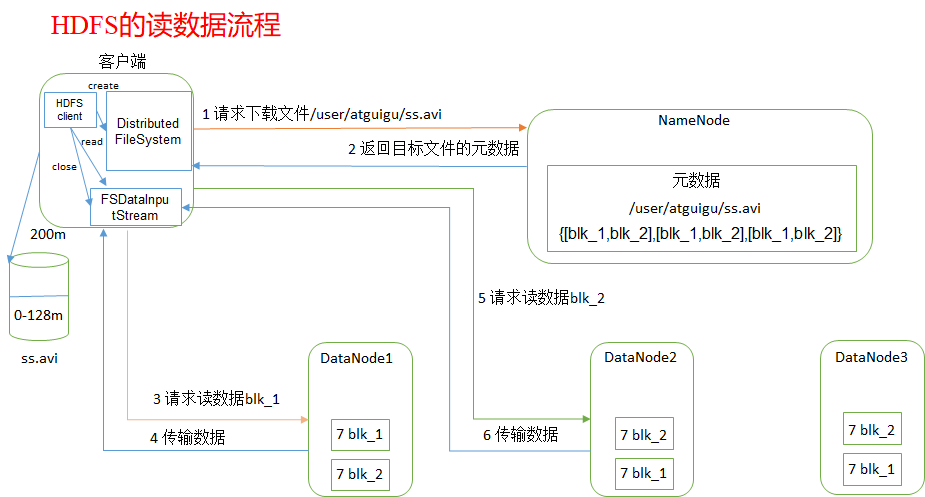 HDFS的读数据流程
客户端
create
HDFS
client
Distributed
FileSystem
read
close
FSDataInpu
tStream
1 请求下载文件/user/atguigu/ss.avi
2 返回目标文件的元数据
NameNode
元数据
/user/atguigu/ss.avi
{[blk_1,blk_2],[blk_1,blk_2],[blk_1,blk_2]}
200m
0-128m
ss.avi
5 请求读数据blk_2
3 请求读数据blk_1
4 传输数据
6 传输数据
DataNode1
7 blk_1
7 blk_2
DataNode2
7 blk_2
7 blk_1
DataNode3
7 blk_2
7 blk_1